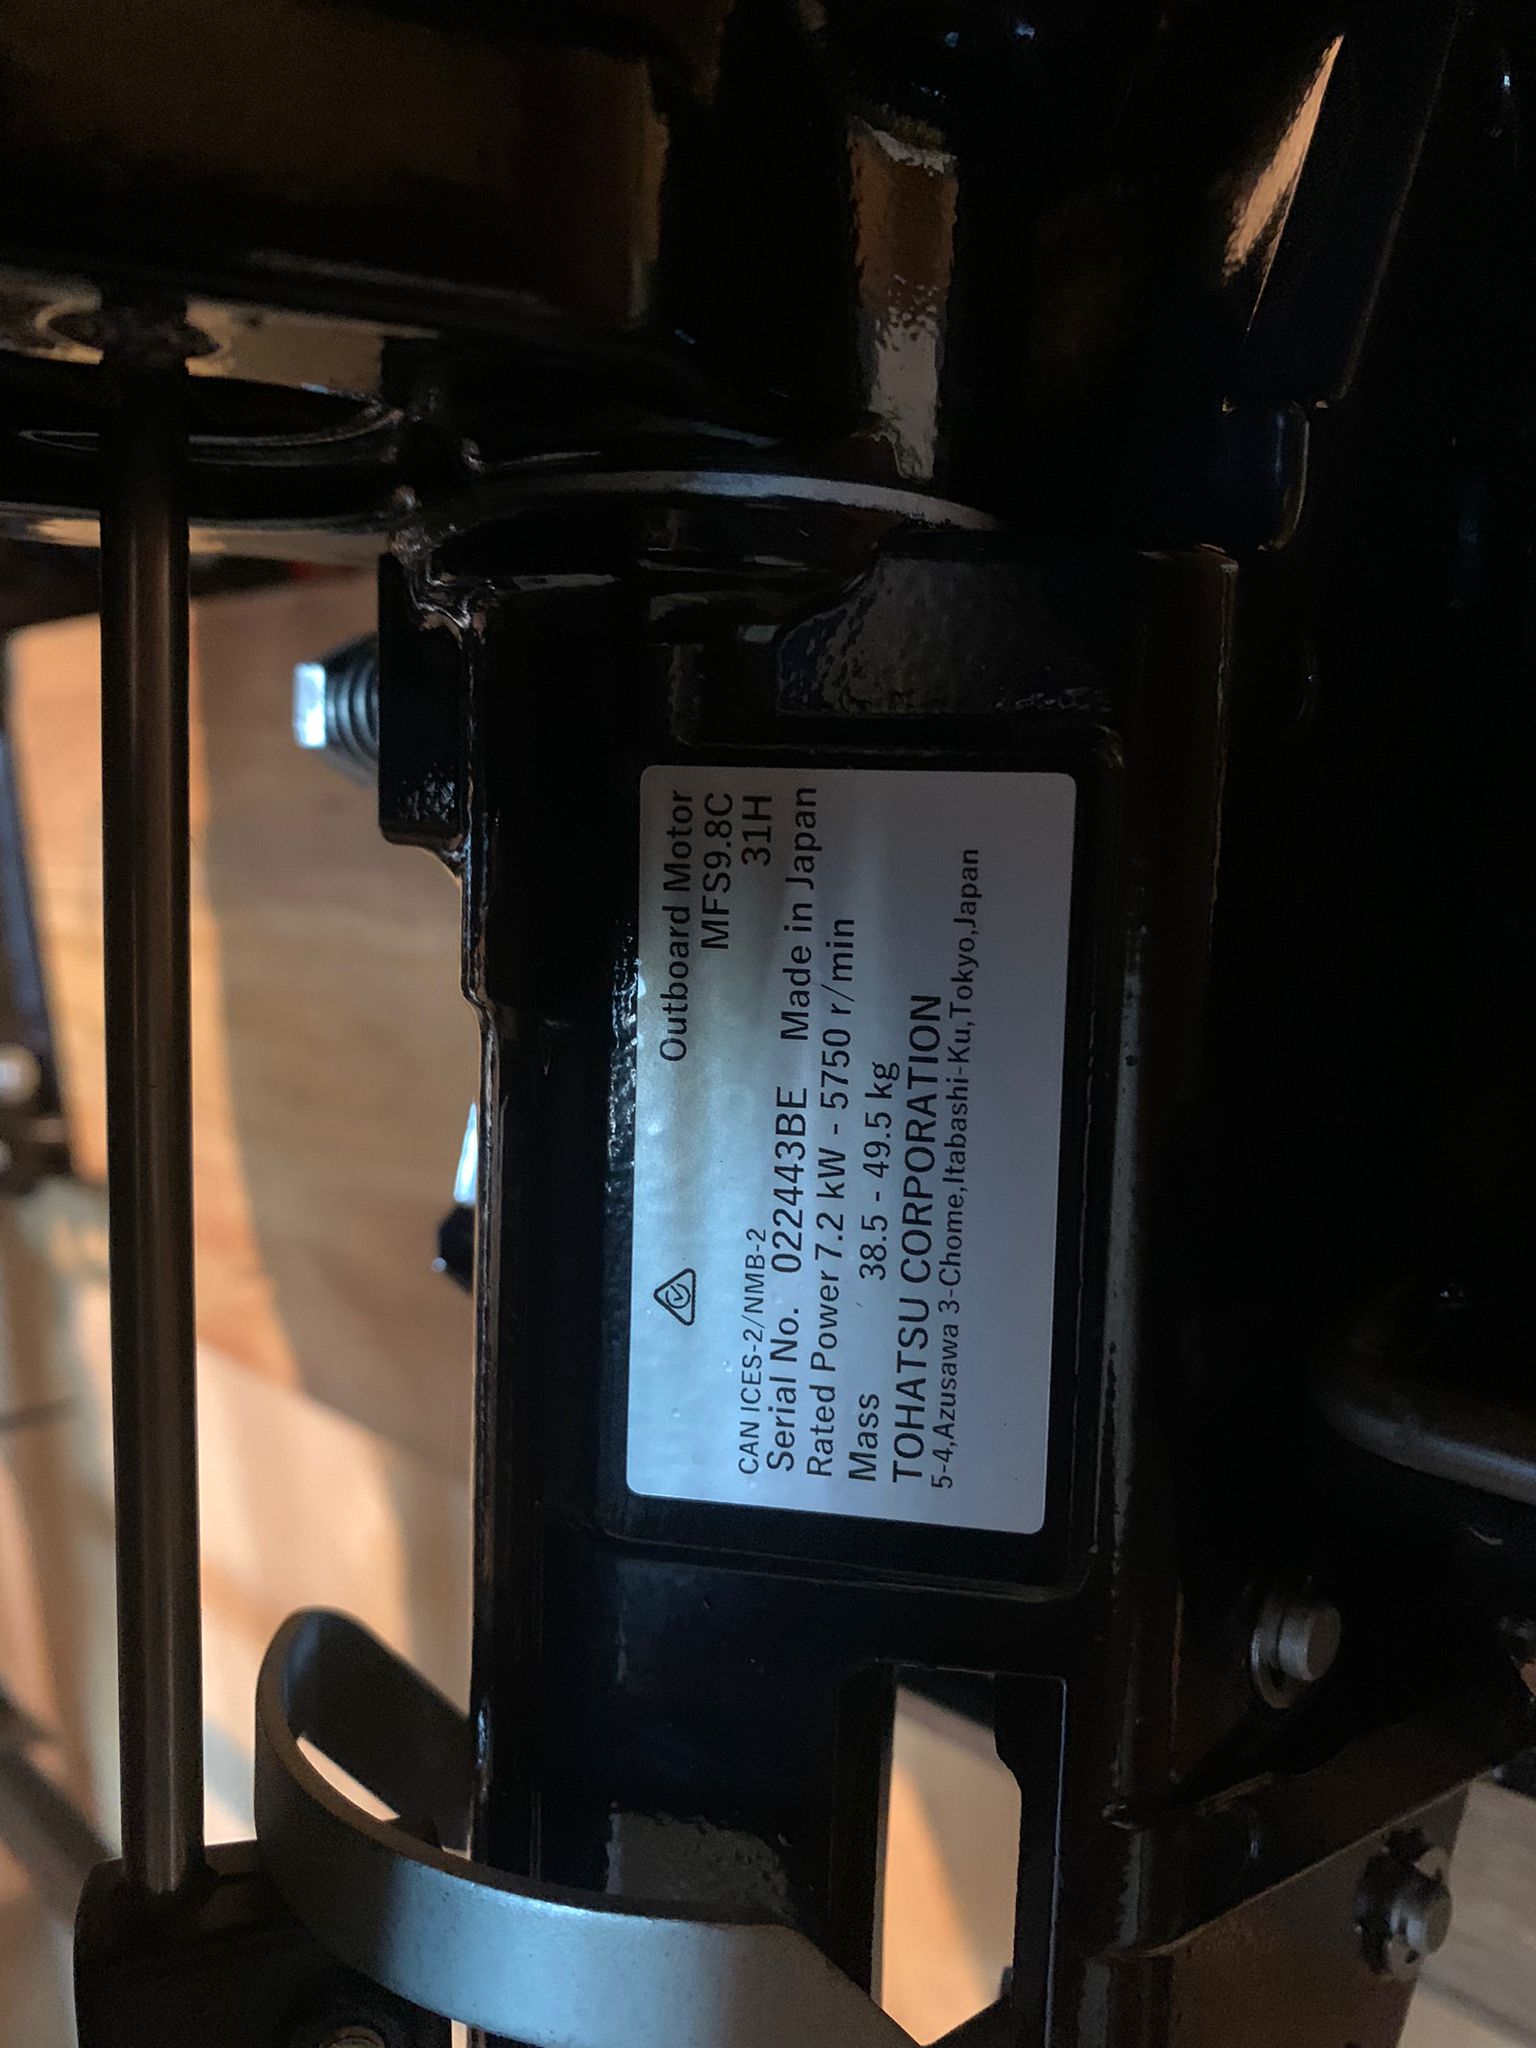 Outboard Motor
MFS9.8C
31H
CAN ICES-2/NMB-2
Serial No. 022443BE Made in Japan
Rated Power 7.2 kW - 5750 r/min
Mass 38.5 - 49.5 kg
TOHATSU CORPORATION
5-4,Azusawa 3-Chome,Itabashi-Ku,Tokyo,Japan